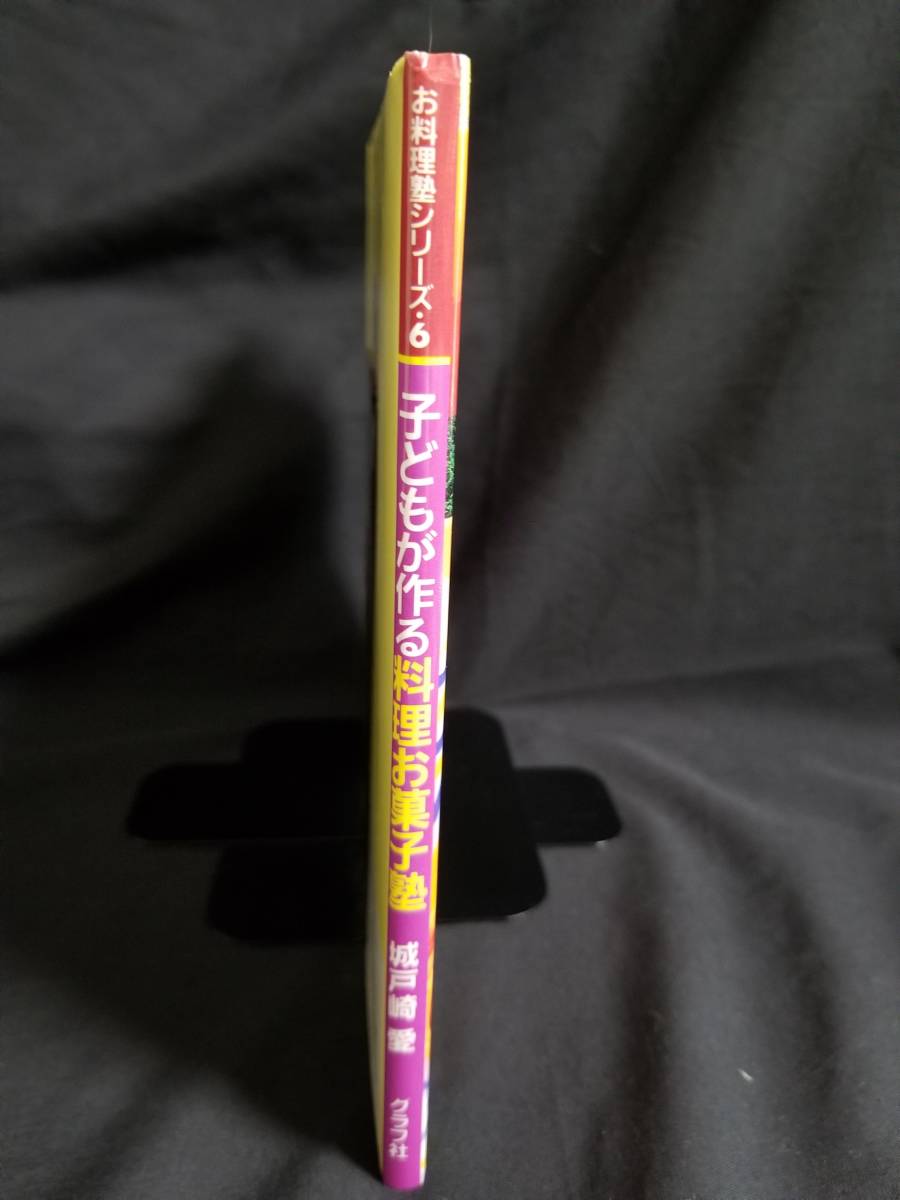 お料理塾シリーズ・6
子どもが作る料理お菓子塾
城戸崎 愛
グラフ社